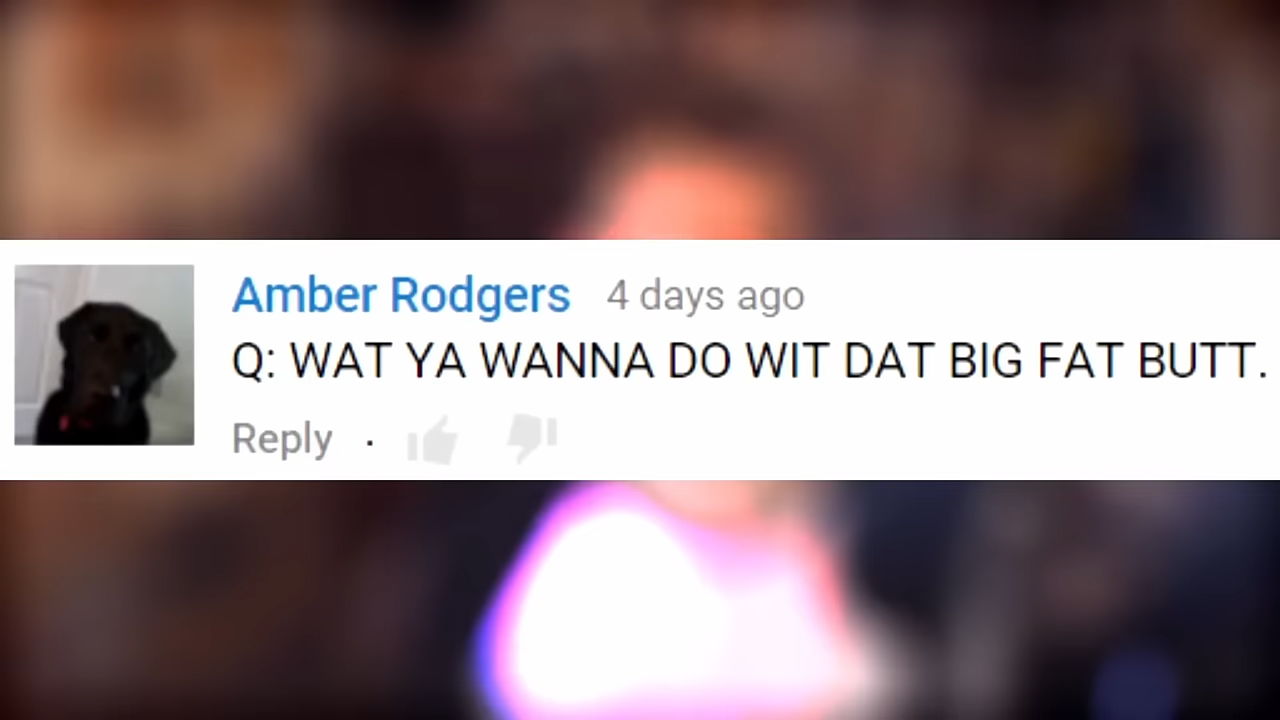 Amber Rodgers 4 days ago
Q: WAT YA WANNA DO WIT DAT BIG FAT BUTT.
Reply ·